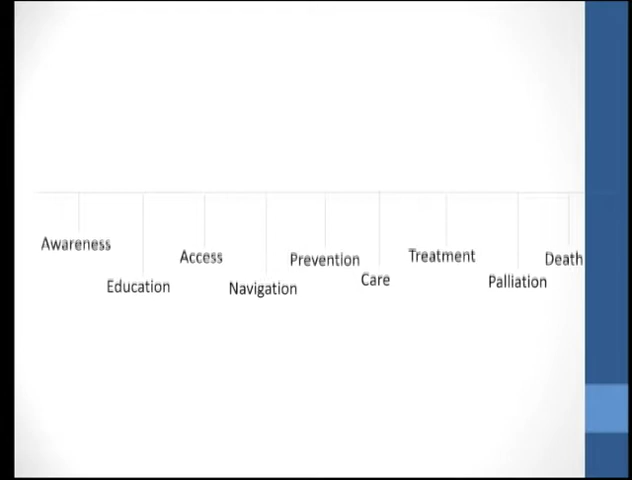 Awareness
Education
Access
Navigation
Prevention
Care
Treatment
Palliation
Death